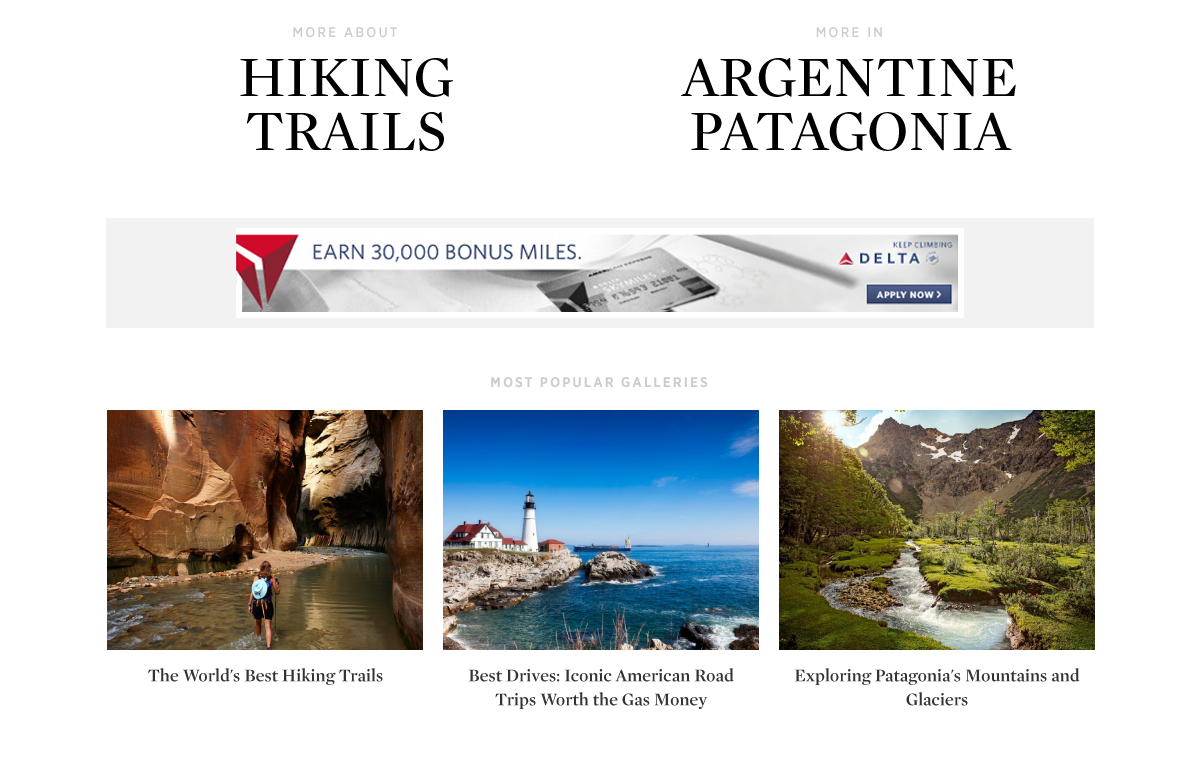 MORE ABOUT
HIKING
TRAILS
MORE IN
ARGENTINE
PATAGONIA
EARN 30,000 BONUS MILES.
KEEP CLIMBING
DELTA
APPLY NOW >
MOST POPULAR GALLERIES
The World's Best Hiking Trails
Best Drives: Iconic American Road
Trips Worth the Gas Money
Exploring Patagonia's Mountains and
Glaciers